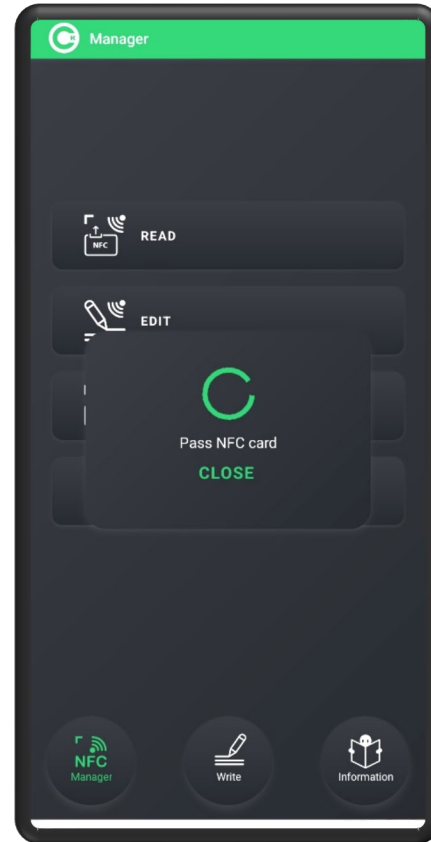 Manager
NFC
READ
EDIT
Pass NFC card
CLOSE
NFC
Manager
Write
Information